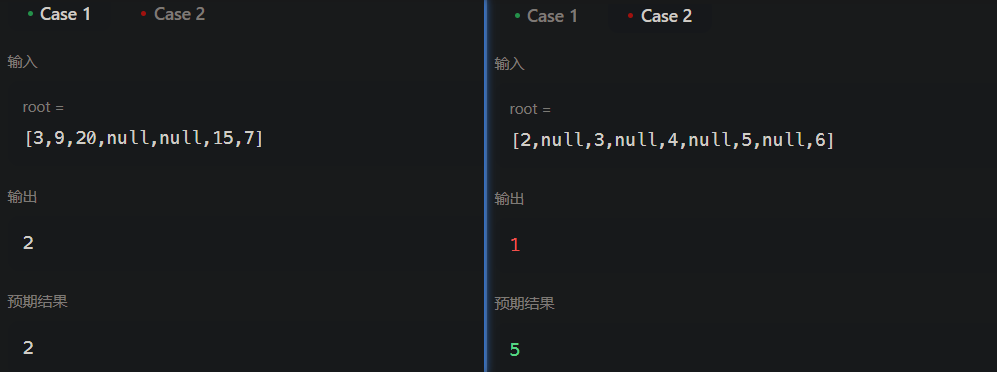 Case 1 Case 2
输入
root =
[3,9,20,null,null,15,7]
输出
2
预期结果
2
Case 1 Case 2
输入
root =
[2,null,3,null,4,null,5,null,6]
输出
1
预期结果
5